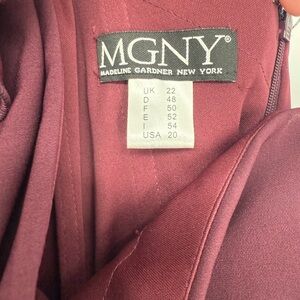 MGNY®
MADELINE GARDNER NEW YORK
UK 22
D 48
F 50
E 52
I 54
USA 20